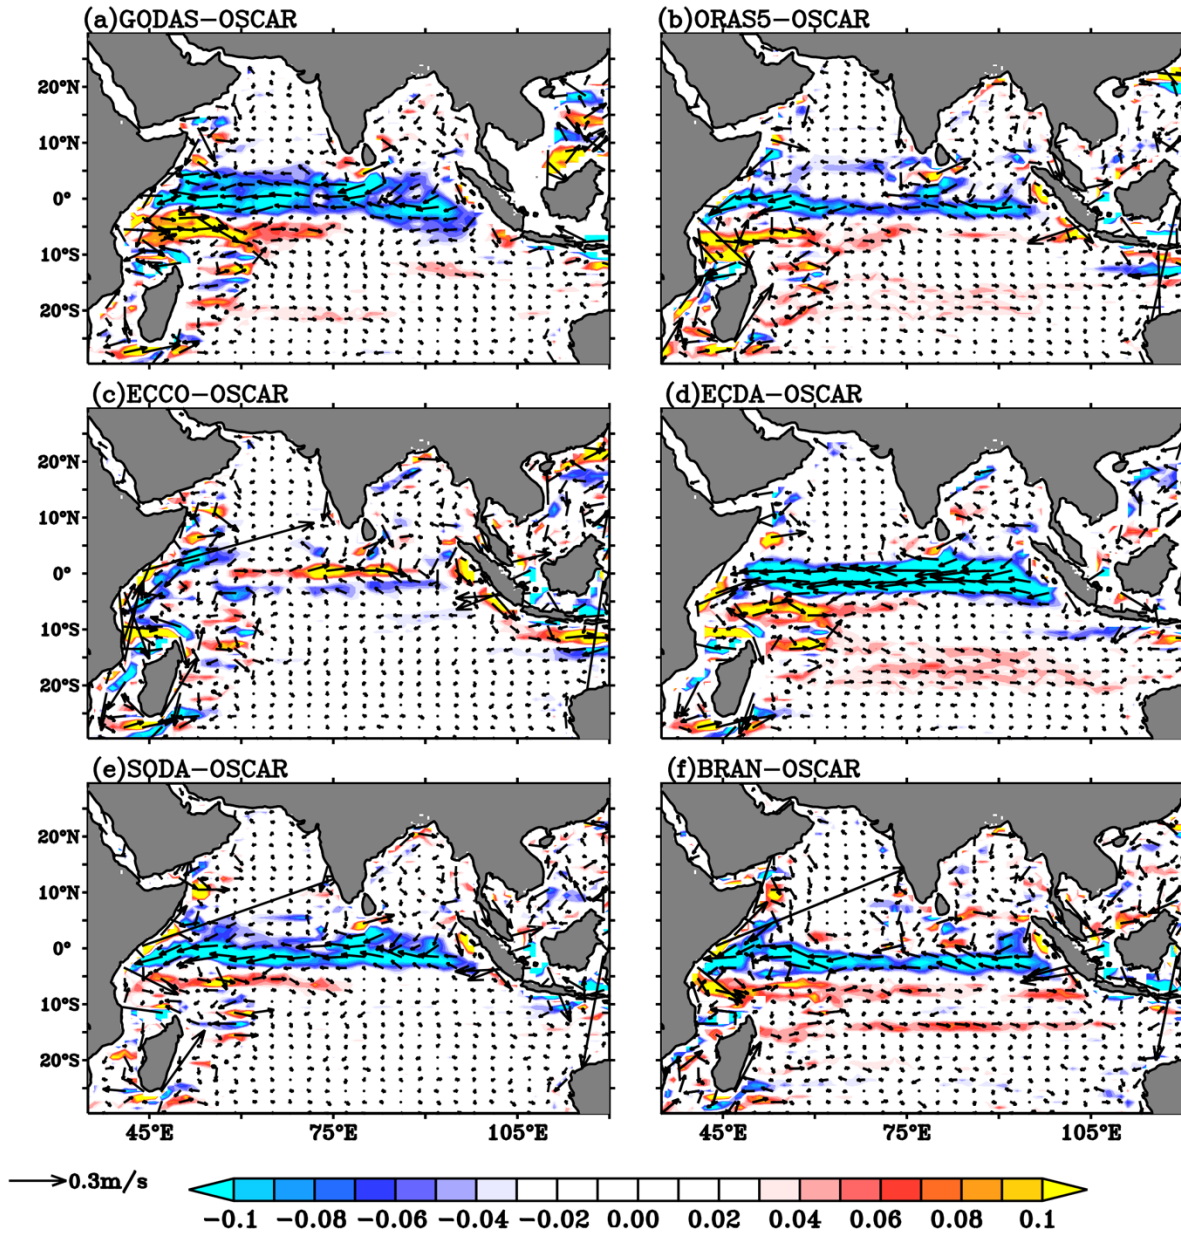 (a)GODAS−OSCAR
(b)ORAS5−OSCAR
20°N
10°N
0°
10°S
20°S
(c)ECCO−OSCAR
(d)ECDA−OSCAR
20°N
10°N
0°
10°S
20°S
(e)SODA−OSCAR
(f)BRAN−OSCAR
20°N
10°N
0°
10°S
20°S
45°E 75°E 105°E
45°E 75°E 105°E
0.3m/s
−0.1 −0.08 −0.06 −0.04 −0.02 0.00 0.02 0.04 0.06 0.08 0.1